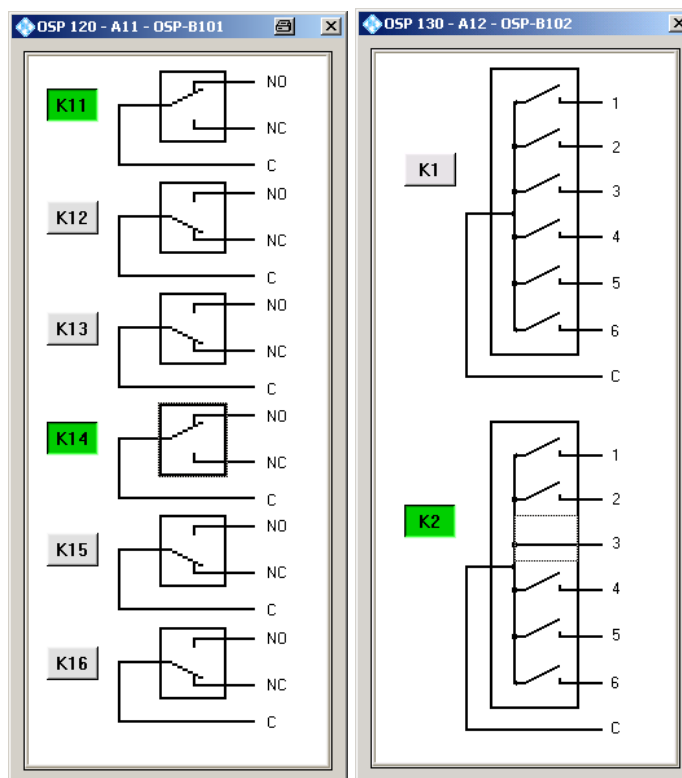 OSP 120 - A11 - OSP-B101
K11
NO
NC
C
K12
NO
NC
C
K13
NO
NC
C
K14
NO
NC
C
K15
NO
NC
C
K16
NO
NC
C
OSP 130 - A12 - OSP-B102
K1
1
2
3
4
5
6
C
K2
1
2
3
4
5
6
C